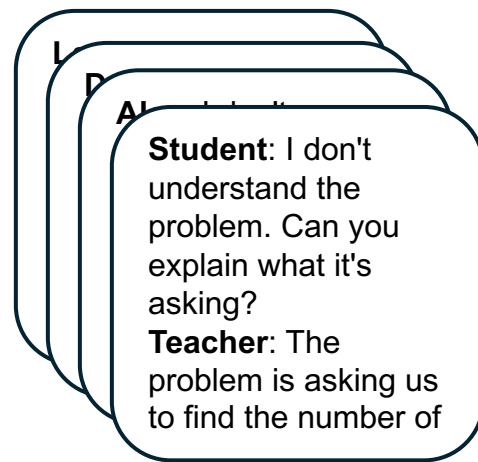 Student: I don't
understand the
problem. Can you
explain what it's
asking?
Teacher: The
problem is asking us
to find the number of